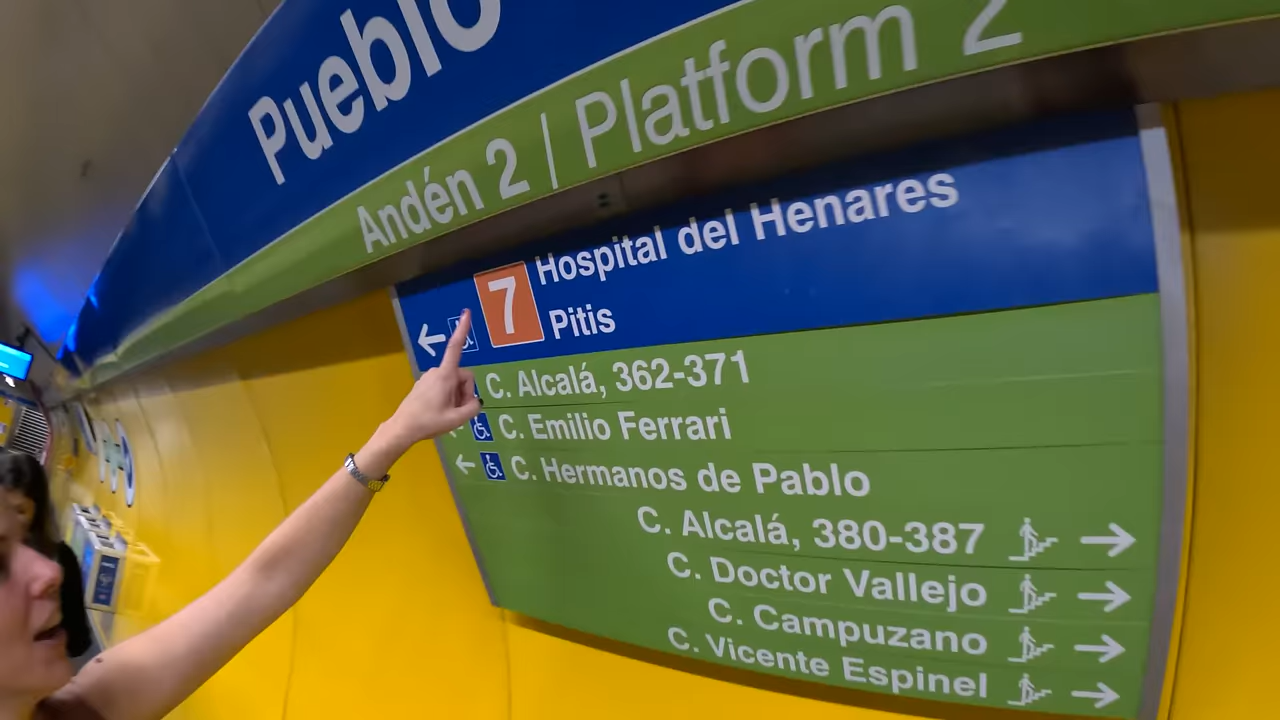 Pueblo
Andén 2 / Platform 2
7 Hospital del Henares
Pitis
C. Alcalá, 362-371
C. Emilio Ferrari
C. Hermanos de Pablo
C. Alcalá, 380-387
C. Doctor Vallejo
C. Campuzano
C. Vicente Espinel